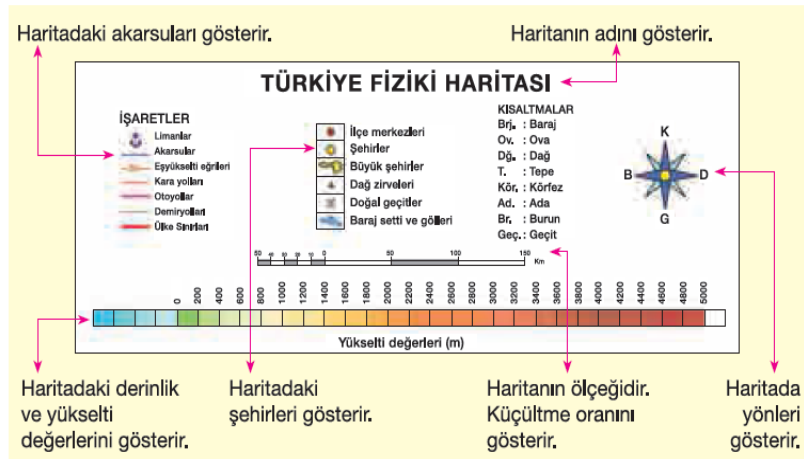 Haritadaki akarsuları gösterir.
Haritanın adını gösterir.
TÜRKİYE FİZİKİ HARİTASI
İŞARETLER
Limanlar
Akarsular
Eşyükselti eğrileri
Kara yolları
Otoyollar
Demiryolları
Ülke Sınırları
İlçe merkezleri
Şehirler
Büyük şehirler
Dağ zirveleri
Doğal geçitler
Baraj setti ve gölleri
KISALTMALAR
Brj. : Baraj
Ov. : Ova
Dğ. : Dağ
T. : Tepe
Kör. : Körfez
Ad. : Ada
Br. : Burun
Geç. : Geçit
K
B D
G
50 0 50 100 150
Km
0 200 400 600 800 1000 1200 1400 1600 1800 2000 2200 2400 2600 2800 3000 3200 3400 3600 3800 4000 4200 4400 4600 4800 5000
Yükselti değerleri (m)
Haritadaki derinlik
ve yükselti
değerlerini gösterir.
Haritadaki
şehirleri gösterir.
Haritanın ölçeğidir.
Küçültme oranını
gösterir.
Haritada
yönleri
gösterir.